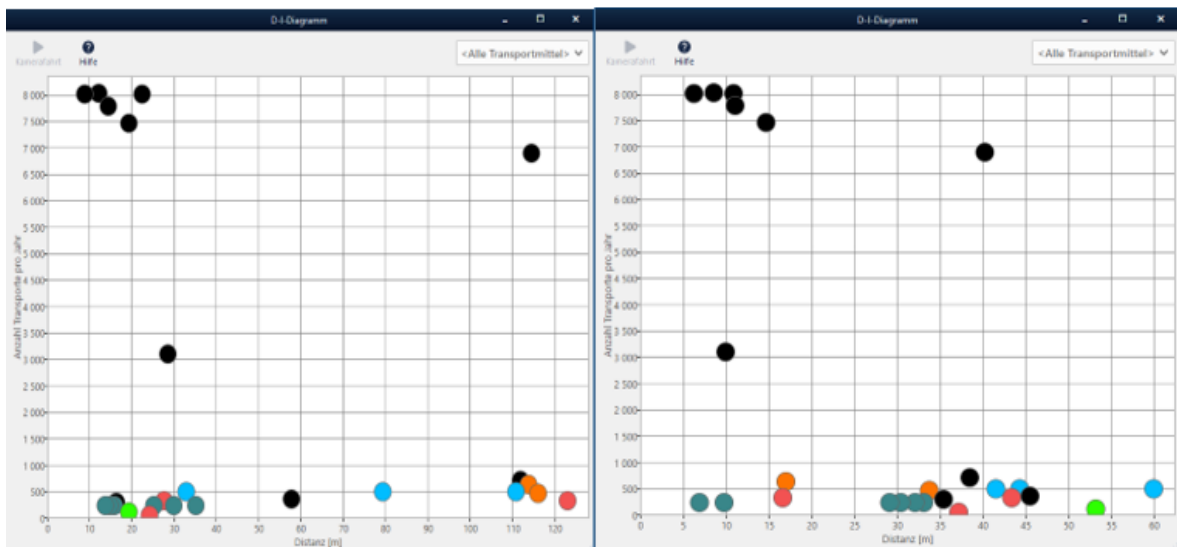 D-I-Diagramm
Kamerafahrt
Hilfe
<Alle Transportmittel>
Anzahl Transporte pro Jahr
8 000
7 500
7 000
6 500
6 000
5 500
5 000
4 500
4 000
3 500
3 000
2 500
2 000
1 500
1 000
500
0
0 10 20 30 40 50 60 70 80 90 100 110 120
Distanz [m]
D-I-Diagramm
Kamerafahrt
Hilfe
<Alle Transportmittel>
Anzahl Transporte pro Jahr
8 000
7 500
7 000
6 500
6 000
5 500
5 000
4 500
4 000
3 500
3 000
2 500
2 000
1 500
1 000
500
0
0 5 10 15 20 25 30 35 40 45 50 55 60
Distanz [m]